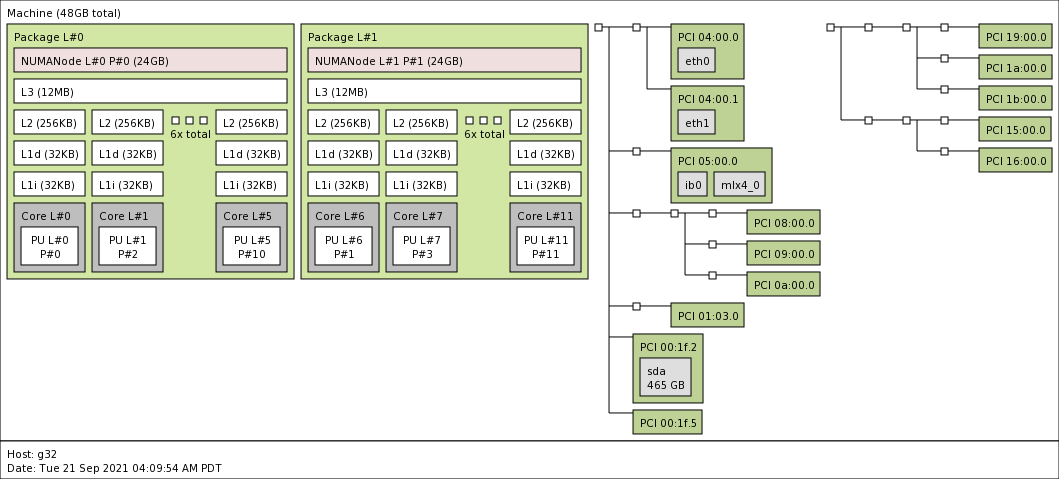 Machine (48GB total)
Package L#0
NUMANode L#0 P#0 (24GB)
L3 (12MB)
L2 (256KB)
L2 (256KB)
6x total
L2 (256KB)
L1d (32KB)
L1d (32KB)
L1d (32KB)
L1i (32KB)
L1i (32KB)
L1i (32KB)
Core L#0
PU L#0
P#0
Core L#1
PU L#1
P#2
Core L#5
PU L#5
P#10
Package L#1
NUMANode L#1 P#1 (24GB)
L3 (12MB)
L2 (256KB)
L2 (256KB)
6x total
L2 (256KB)
L1d (32KB)
L1d (32KB)
L1d (32KB)
L1i (32KB)
L1i (32KB)
L1i (32KB)
Core L#6
PU L#6
P#1
Core L#7
PU L#7
P#3
Core L#11
PU L#11
P#11
PCI 04:00.0
eth0
PCI 04:00.1
eth1
PCI 05:00.0
ib0
mlx4_0
PCI 08:00.0
PCI 09:00.0
PCI 0a:00.0
PCI 01:03.0
PCI 00:1f.2
sda
465 GB
PCI 00:1f.5
PCI 19:00.0
PCI 1a:00.0
PCI 1b:00.0
PCI 15:00.0
PCI 16:00.0
Host: g32
Date: Tue 21 Sep 2021 04:09:54 AM PDT